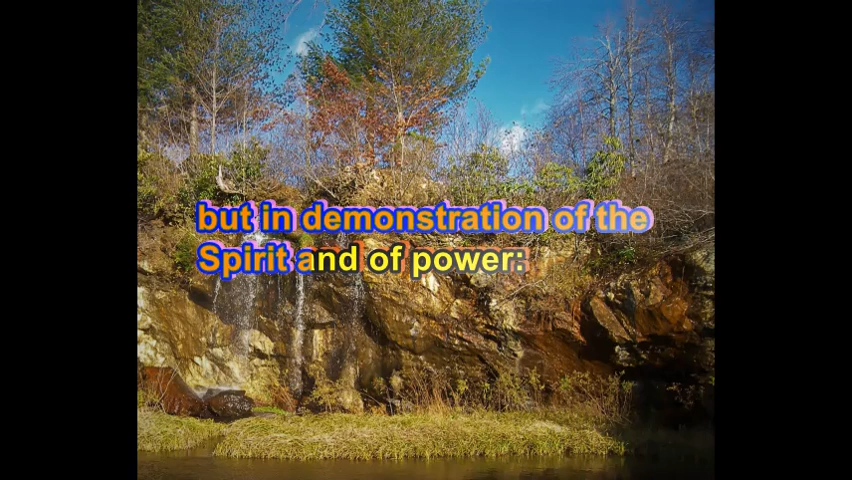 but in demonstration of the
Spirit and of power: